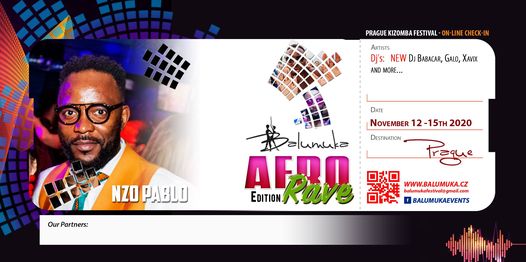 PRAGUE KIZOMBA FESTIVAL - ON-LINE CHECK-IN
ARTISTS
DJ's: NEW DJ BABACAR, GALO, XAVIX
AND MORE...
DATE
NOVEMBER 12 -15TH 2020
DESTINATION
Prague
WWW.BALUMUKA.CZ
balumukafestival@gmail.com
f BALUMUKAEVENTS
NZO PABLO
Balumuka
AFRO
EDITION Rave
Our Partners: